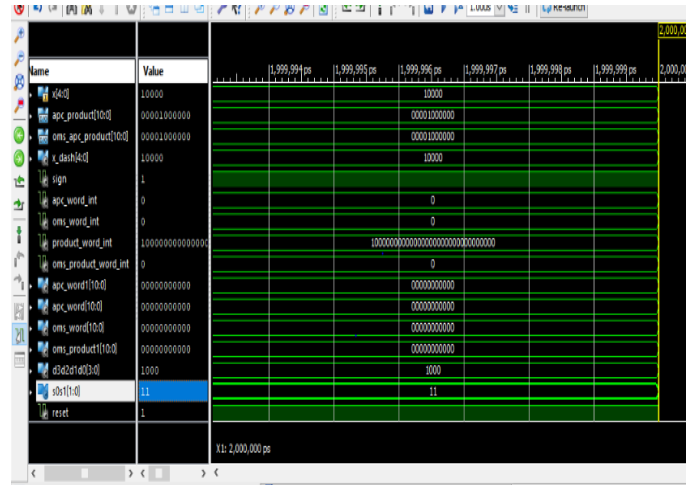 1.00us Re-launch
2,000,00
Name Value 1,999,994 ps 1,999,995 ps 1,999,996 ps 1,999,997 ps 1,999,998 ps 1,999,999 ps 2,000,00
x[4:0] 10000 10000
apc_product[10:0] 00001000000 00001000000
oms_apc_product[10:0] 00001000000 00001000000
x_dash[4:0] 10000 10000
sign 1
apc_word_int 0 0
oms_word_int 0 0
product_word_int
oms_product_word_int 0 0
apc_word1[10:0] 00000000000 00000000000
apc_word[10:0] 00000000000 00000000000
oms_word[10:0] 00000000000 00000000000
oms_product1[10:0] 00000000000 00000000000
d3d2d1d0[3:0] 1000 1000
s0s1[1:0] 11 11
reset 1
X1: 2,000,000 ps